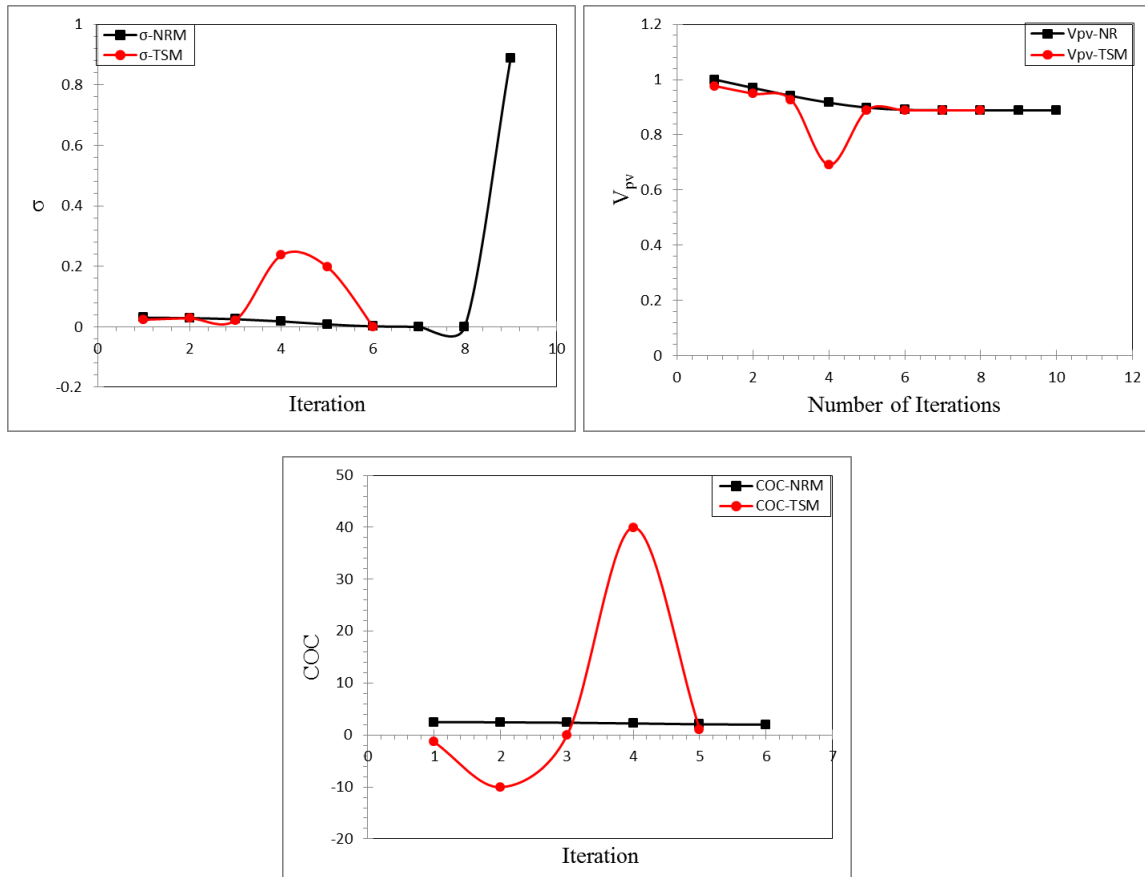 σ-NRM
σ-TSM
1
0.8
0.6
0.4
0.2
0
-0.2
0 2 4 6 8 10
σ
Iteration
Vpv-NR
Vpv-TSM
1.2
1
0.8
0.6
0.4
0.2
0
0 2 4 6 8 10 12
Vpv
Number of Iterations
COC-NRM
COC-TSM
50
40
30
20
10
0
-10
-20
0 1 2 3 4 5 6 7
COC
Iteration